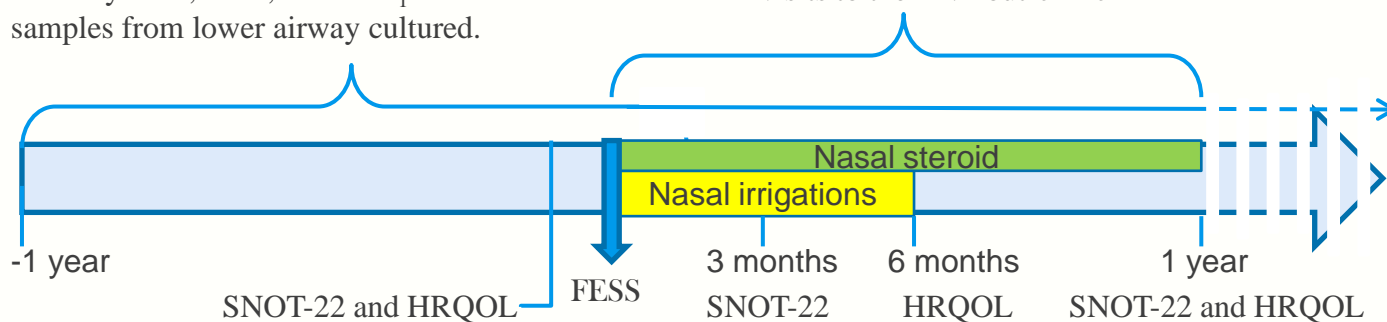 samples from lower airway cultured.
Nasal steroid
Nasal irrigations
-1 year
3 months
6 months
1 year
SNOT-22 and HRQOL
FESS
SNOT-22
HRQOL
SNOT-22 and HRQOL